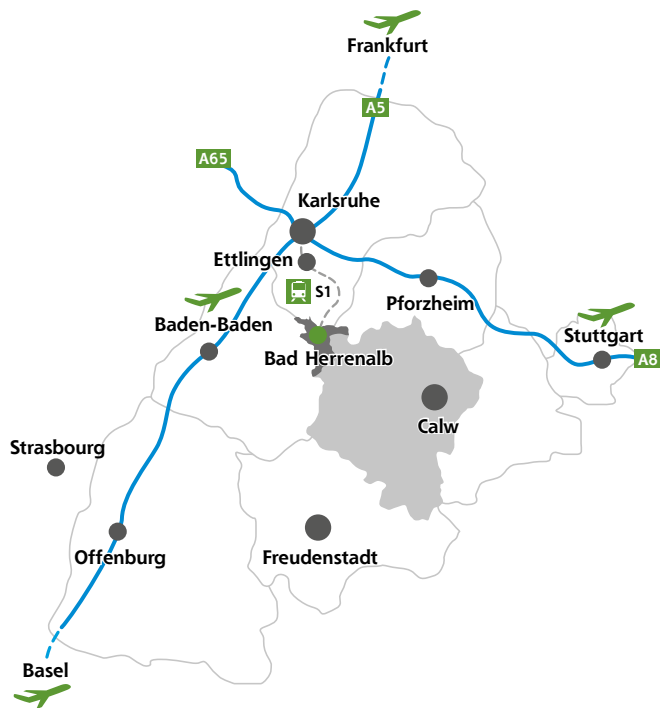 Frankfurt
A5
A65
Karlsruhe
Ettlingen
S1
Pforzheim
Baden-Baden
Stuttgart
Bad Herrenalb
A8
Calw
Strasbourg
Offenburg
Freudenstadt
Basel